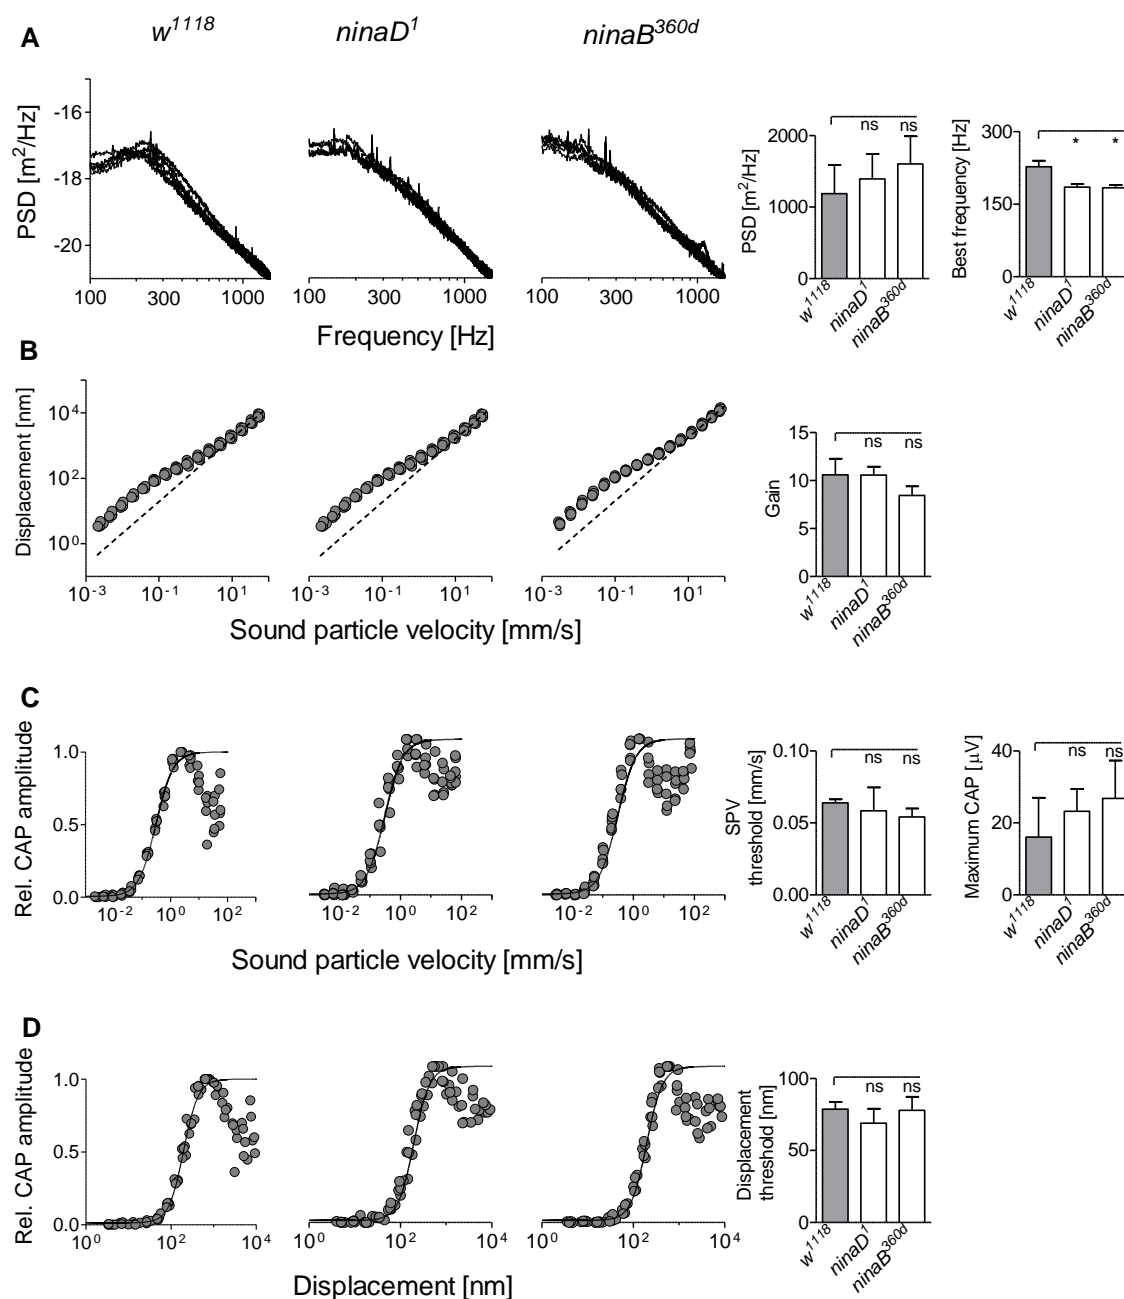 A
w¹¹¹⁸ ninaD¹ ninaB³⁶⁰ᵈ
PSD [m²/Hz]
-16
-18
-20
100 300 1000
100 300 1000
100 300 1000
Frequency [Hz]
PSD [m²/Hz]
2000
1000
0
ns ns
w¹¹¹⁸ ninaD¹ ninaB³⁶⁰ᵈ
Best frequency [Hz]
300
150
0
* *
w¹¹¹⁸ ninaD¹ ninaB³⁶⁰ᵈ
B
Displacement [nm]
10⁴
10²
10⁰
10⁻³ 10⁻¹ 10¹
10⁻³ 10⁻¹ 10¹
10⁻³ 10⁻¹ 10¹
Sound particle velocity [mm/s]
Gain
15
10
5
0
ns ns
w¹¹¹⁸ ninaD¹ ninaB³⁶⁰ᵈ
C
Rel. CAP amplitude
1.0
0.5
0.0
10⁻² 10⁰ 10²
10⁻² 10⁰ 10²
10⁻² 10⁰ 10²
Sound particle velocity [mm/s]
SPV
threshold [mm/s]
0.10
0.05
0.00
ns ns
w¹¹¹⁸ ninaD¹ ninaB³⁶⁰ᵈ
Maximum CAP [µV]
40
20
0
ns ns
w¹¹¹⁸ ninaD¹ ninaB³⁶⁰ᵈ
D
Rel. CAP amplitude
1.0
0.5
0.0
10⁰ 10² 10⁴
10⁰ 10² 10⁴
10⁰ 10² 10⁴
Displacement [nm]
Displacement
threshold [nm]
100
50
0
ns ns
w¹¹¹⁸ ninaD¹ ninaB³⁶⁰ᵈ